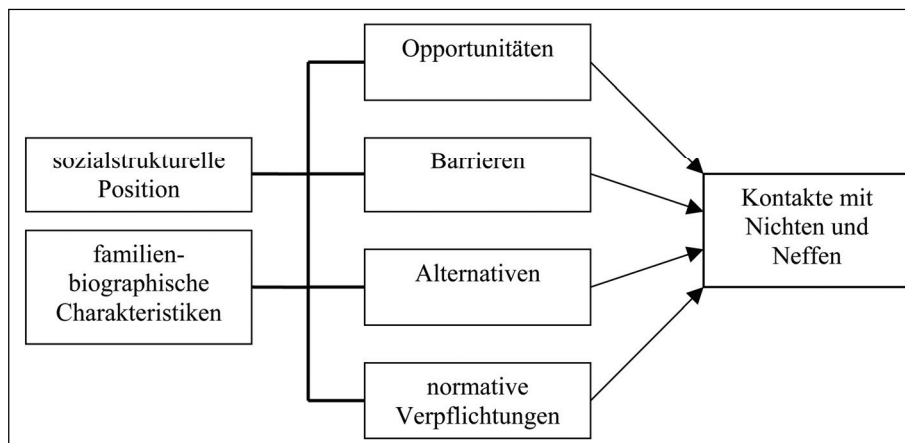 sozialstrukturelle
Position
familien-
biographische
Charakteristiken
Opportunitäten
Barrieren
Alternativen
normative
Verpflichtungen
Kontakte mit
Nichten und
Neffen